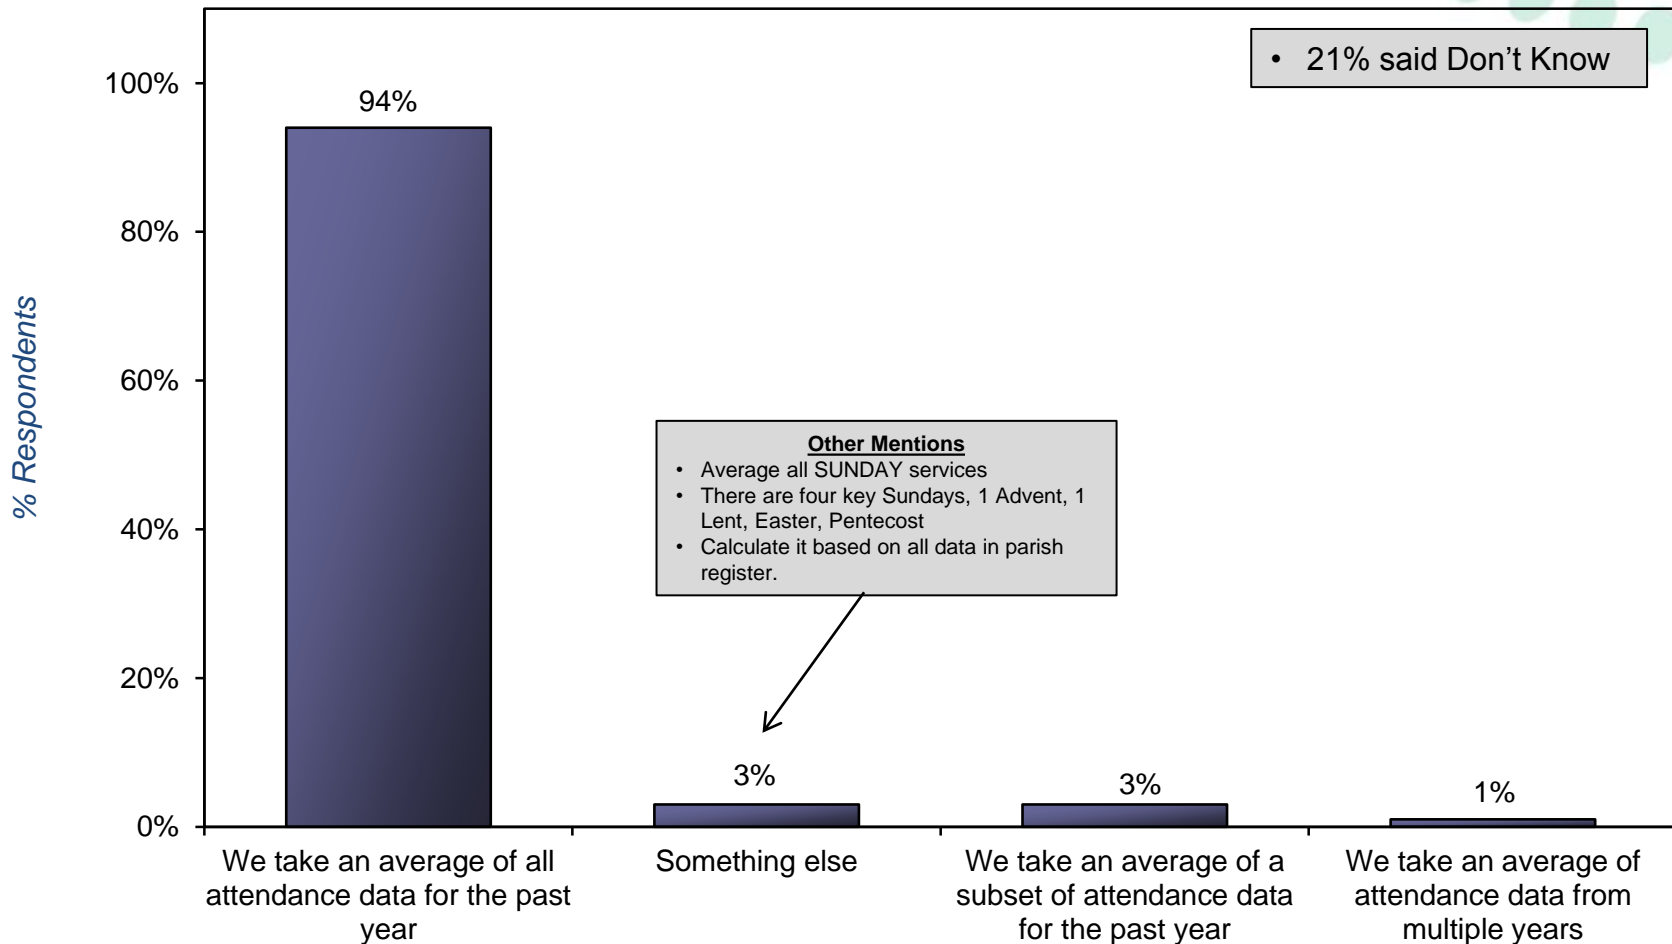 • 21% said Don't Know
100%
80%
60%
40%
20%
0%
% Respondents
94%
3%
3%
1%
Other Mentions
• Average all SUNDAY services
• There are four key Sundays, 1 Advent, 1
Lent, Easter, Pentecost
• Calculate it based on all data in parish
register.
We take an average of all
attendance data for the past
year
Something else
We take an average of a
subset of attendance data
for the past year
We take an average of
attendance data from
multiple years